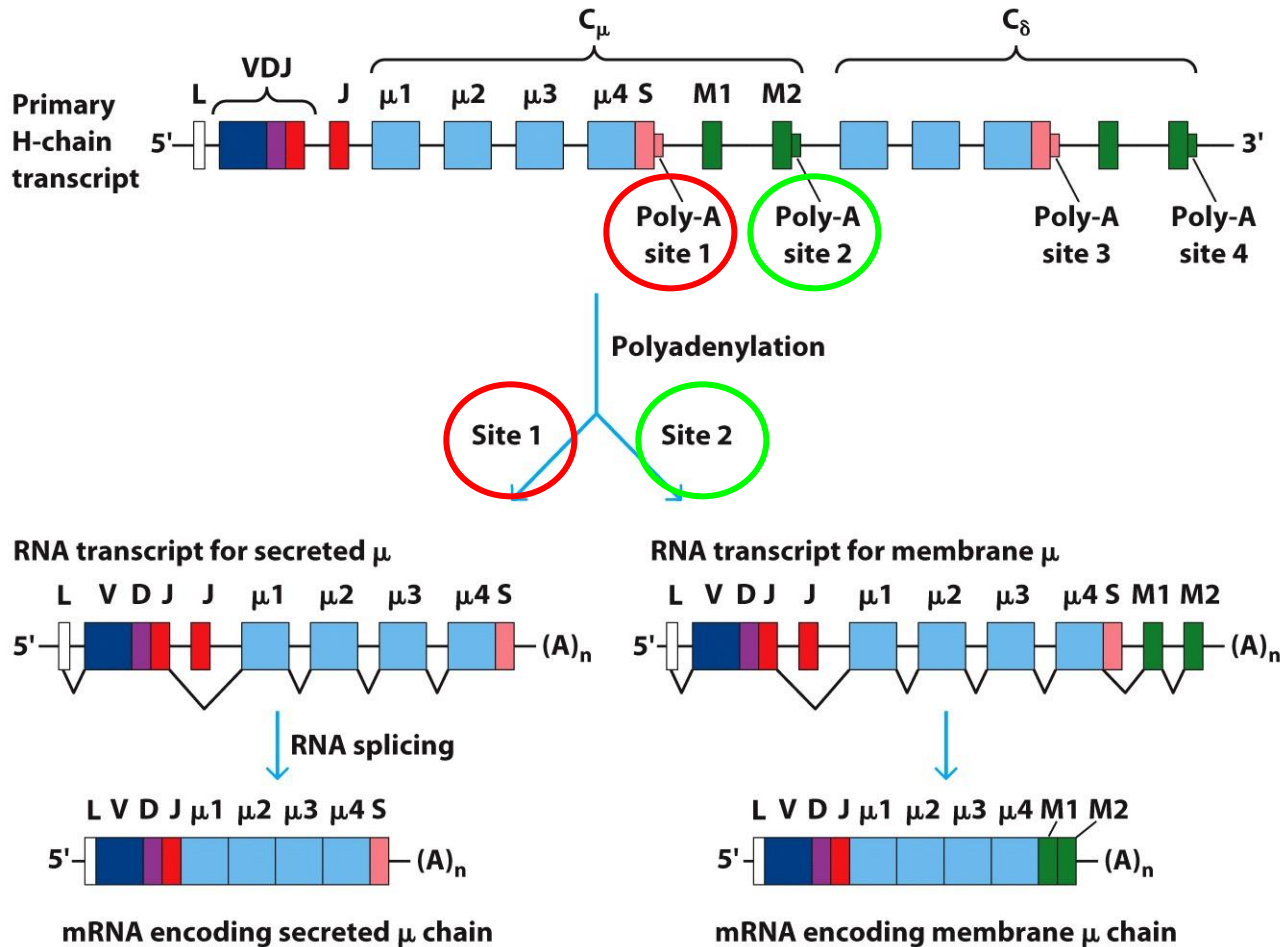 Cμ
Cδ
VDJ
L J μ1 μ2 μ3 μ4 S M1 M2
Primary
H-chain
transcript
5' 3'
Poly-A
site 1
Poly-A
site 2
Poly-A
site 3
Poly-A
site 4
Polyadenylation
Site 1 Site 2
RNA transcript for secreted μ
L V D J J μ1 μ2 μ3 μ4 S
5' (A)n
RNA splicing
L V D J μ1 μ2 μ3 μ4 S
5' (A)n
mRNA encoding secreted μ chain
RNA transcript for membrane μ
L V D J J μ1 μ2 μ3 μ4 S M1 M2
5' (A)n
L V D J μ1 μ2 μ3 μ4 M1 M2
5' (A)n
mRNA encoding membrane μ chain